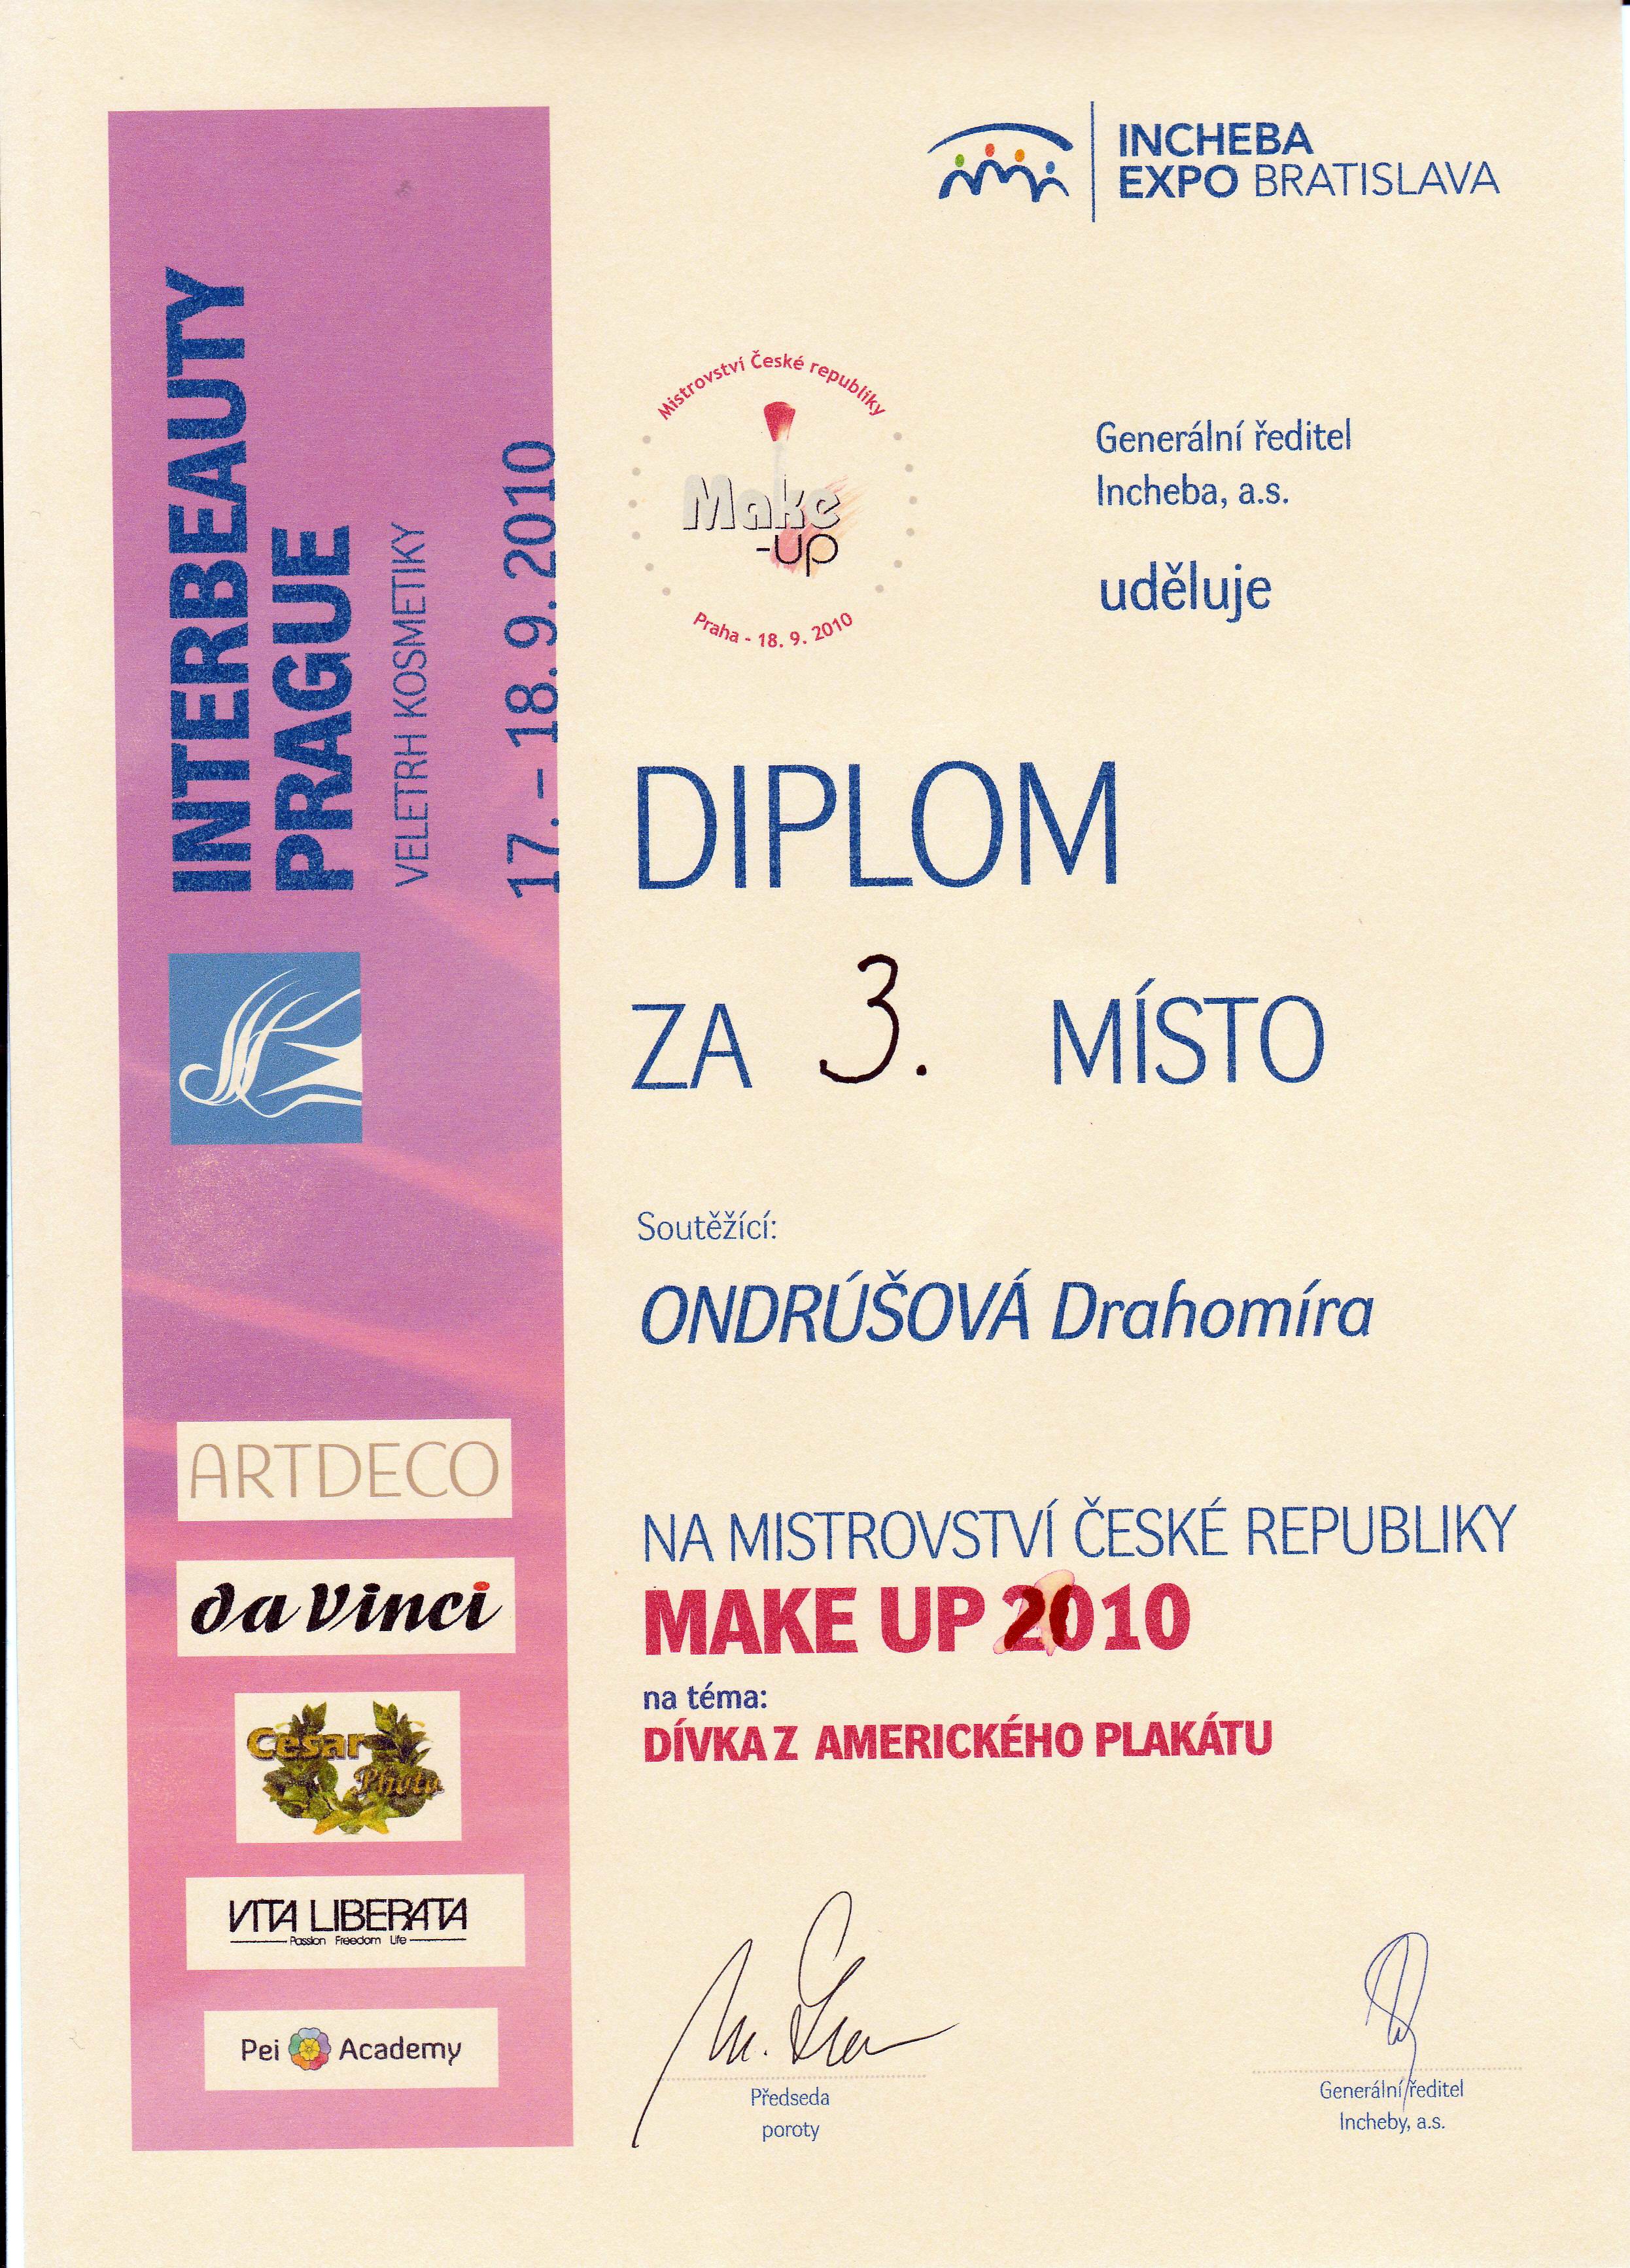 INCHEBA
EXPO BRATISLAVA
INTERBEAUTY
PRAGUE
VELETRH KOSMETIKY
17. – 18. 9. 2010
Mistrovství České republiky
Make
-up
Praha - 18. 9. 2010
Generální ředitel
Incheba, a.s.
uděluje
DIPLOM
ZA 3. MÍSTO
Soutěžící:
ONDRÚŠOVÁ Drahomíra
NA MISTROVSTVÍ ČESKÉ REPUBLIKY
MAKE UP 2010
na téma:
DÍVKA Z AMERICKÉHO PLAKÁTU
ARTDECO
da Vinci
César
Photo
VITA LIBERATA
Passion Freedom Life
Pei Academy
Předseda
poroty
Generální ředitel
Incheby, a.s.